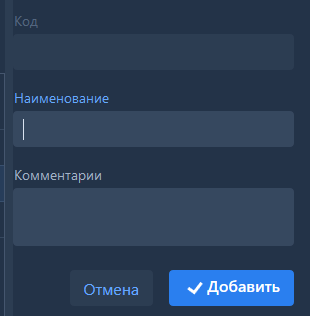 Код
Наименование
Комментарии
Отмена
Добавить